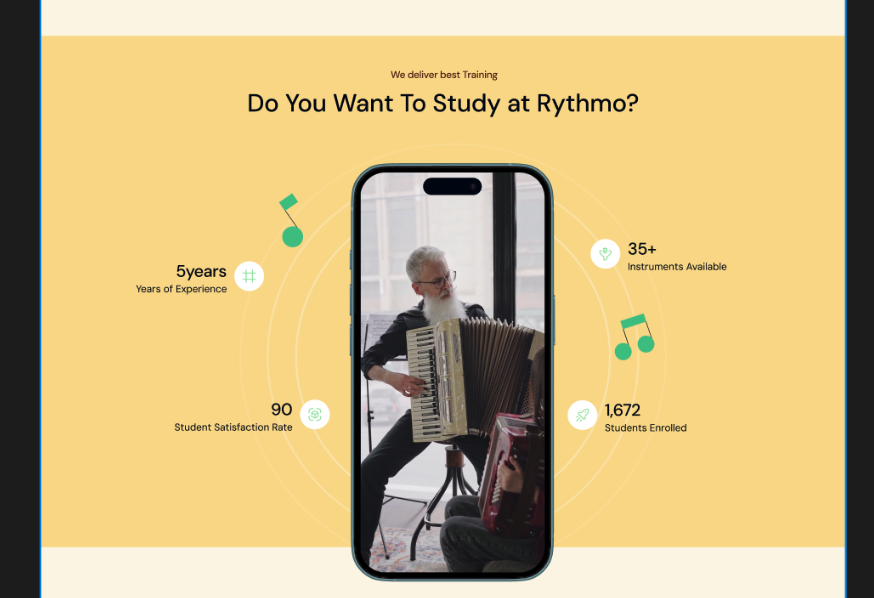 We deliver best Training
Do You Want To Study at Rythmo?
5years
Years of Experience
35+
Instruments Available
90
Student Satisfaction Rate
1,672
Students Enrolled